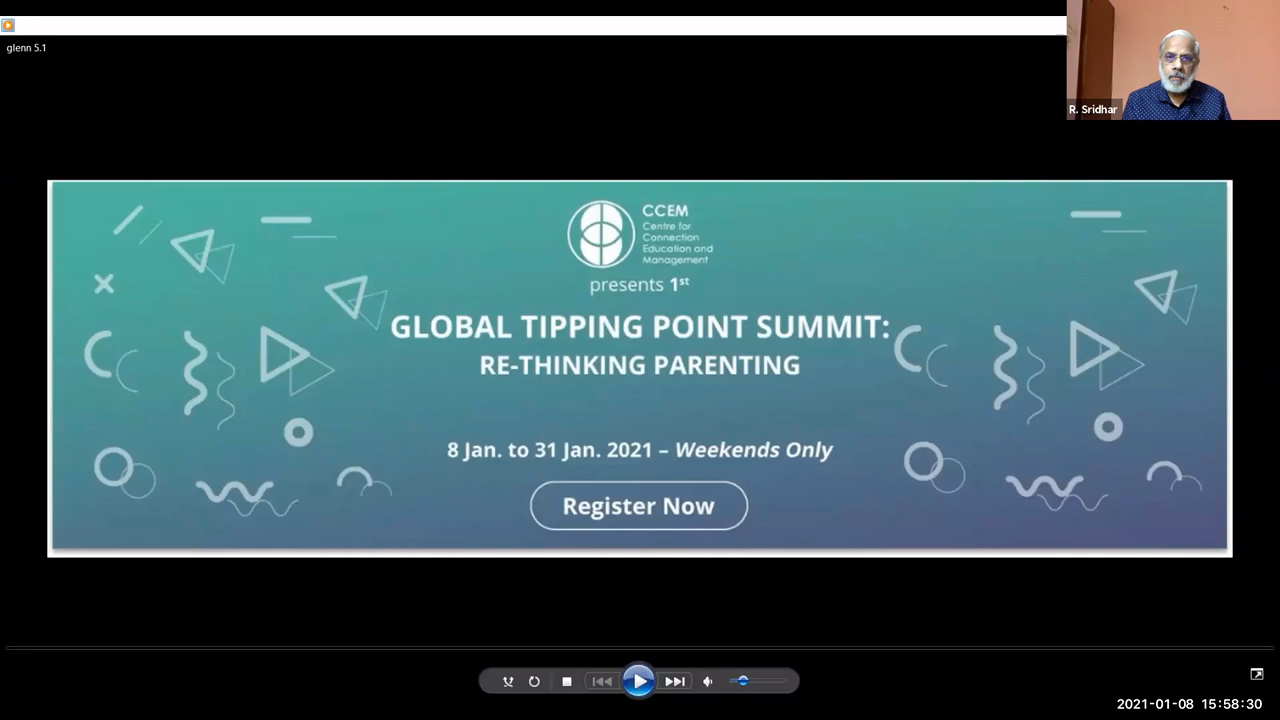 glenn 5.1
R. Sridhar
CCEM
Centre for
Connection
Education and
Management
presents 1st
GLOBAL TIPPING POINT SUMMIT:
RE-THINKING PARENTING
8 Jan. to 31 Jan. 2021 – Weekends Only
Register Now
2021-01-08 15:58:30